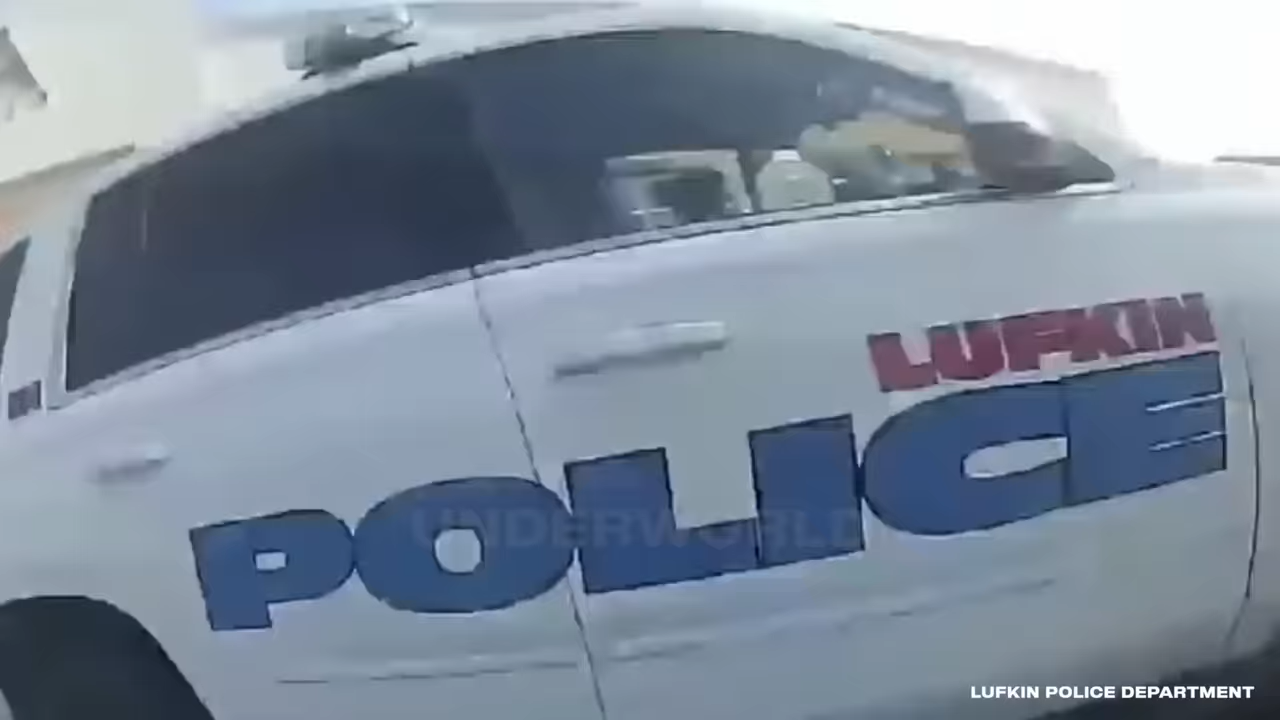 LUFKIN
POLICE
UNDERWORLD
LUFKIN POLICE DEPARTMENT